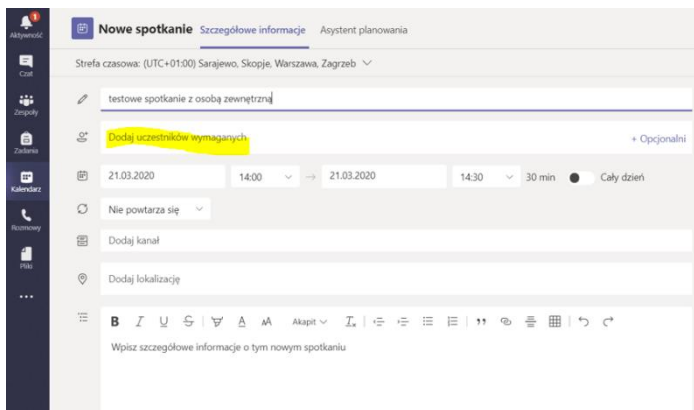 1
Aktywność
Czat
Zespoły
Zadania
Kalendarz
Rozmowy
Pliki
Nowe spotkanie Szczegółowe informacje Asystent planowania
Strefa czasowa: (UTC+01:00) Sarajewo, Skopje, Warszawa, Zagrzeb
testowe spotkanie z osobą zewnętrzną
Dodaj uczestników wymaganych + Opcjonalni
21.03.2020 14:00 → 21.03.2020 14:30 30 min Cały dzień
Nie powtarza się
Dodaj kanał
Dodaj lokalizację
B I U S A AA Akapit
Wpisz szczegółowe informacje o tym nowym spotkaniu